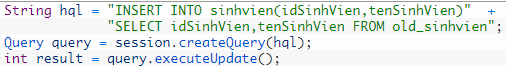 String hql = "INSERT INTO sinhvien(idSinhVien,tenSinhVien)" +
"SELECT idSinhVien,tenSinhVien FROM old_sinhvien";
Query query = session.createQuery(hql);
int result = query.executeUpdate();